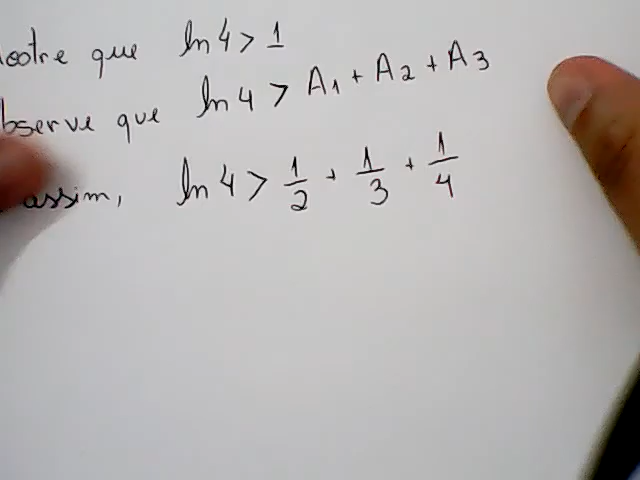 ostre que ln 4 > 1
bserve que ln 4 > A1 + A2 + A3
assim, ln 4 > 1/2 + 1/3 + 1/4